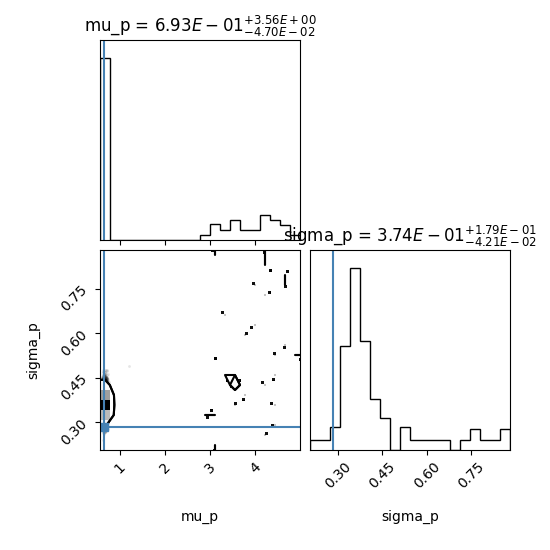 mu_p = 6.93E − 01+3.56E+00−4.70E−02
sigma_p = 3.74E − 01+1.79E−01−4.21E−02
0.75
0.60
0.45
0.30
sigma_p
1 2 3 4
mu_p
0.30 0.45 0.60 0.75
sigma_p